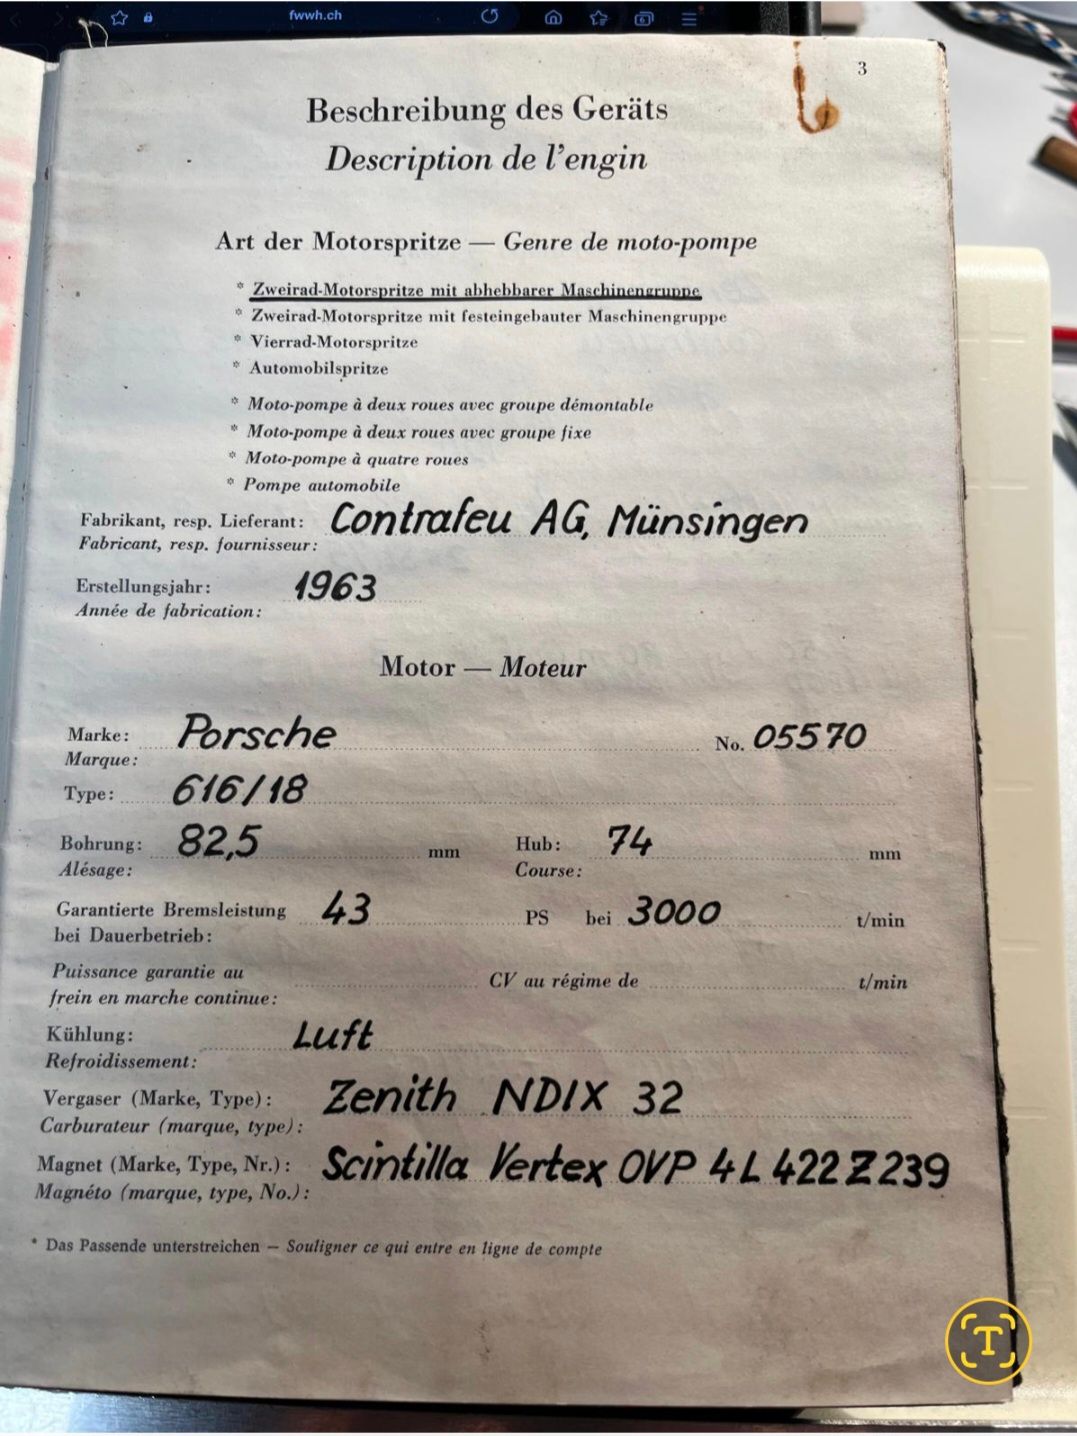 fwwh.ch
3
Beschreibung des Geräts
Description de l'engin
Art der Motorspritze — Genre de moto-pompe
* Zweirad-Motorspritze mit abhebbarer Maschinengruppe
* Zweirad-Motorspritze mit festeingebauter Maschinengruppe
* Vierrad-Motorspritze
* Automobilspritze
* Moto-pompe à deux roues avec groupe démontable
* Moto-pompe à deux roues avec groupe fixe
* Moto-pompe à quatre roues
* Pompe automobile
Fabrikant, resp. Lieferant: Contrafeu AG, Münsingen
Fabricant, resp. fournisseur:
Erstellungsjahr: 1963
Année de fabrication:
Motor — Moteur
Marke: Porsche No. 05570
Marque:
Type: 616/18
Bohrung: 82,5 mm Hub: 74 mm
Alésage: Course:
Garantierte Bremsleistung 43 PS bei 3000 t/min
bei Dauerbetrieb:
Puissance garantie au CV au régime de t/min
frein en marche continue:
Kühlung: Luft
Refroidissement:
Vergaser (Marke, Type): Zenith NDIX 32
Carburateur (marque, type):
Magnet (Marke, Type, Nr.): Scintilla Vertex OVP 4L 422 Z 239
Magnéto (marque, type, No.):
* Das Passende unterstreichen — Souligner ce qui entre en ligne de compte